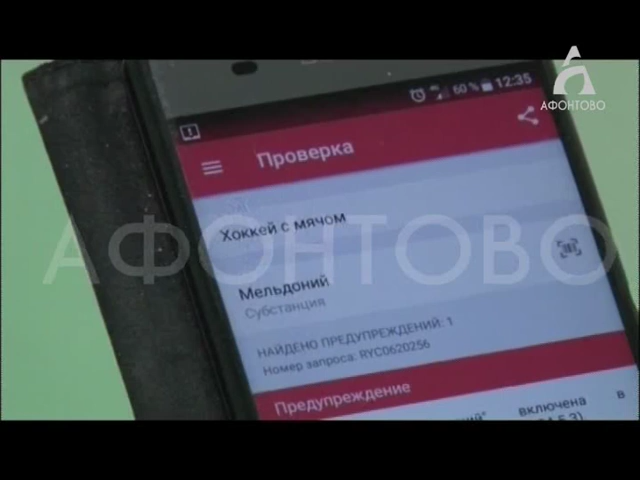 12:35
60 %
АФОНТОВО
Проверка
Хоккей с мячом
АФОНТОВО
Мельдоний
Субстанция
НАЙДЕНО ПРЕДУПРЕЖДЕНИЙ: 1
Номер запроса: RYC0620256
Предупреждение
включена в